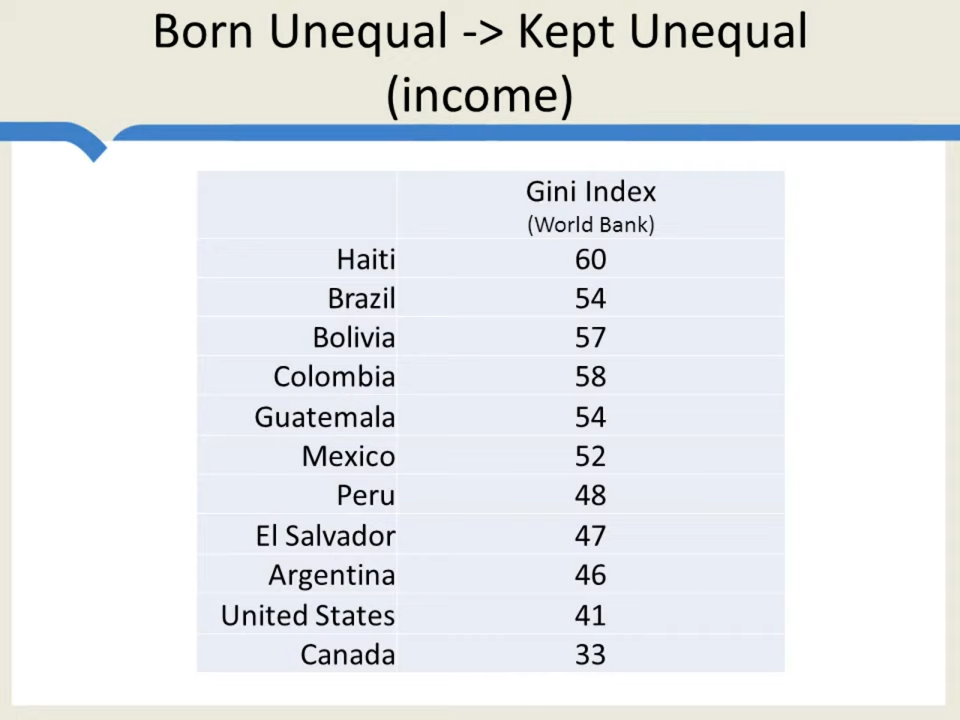 Born Unequal -> Kept Unequal
(income)
Gini Index
(World Bank)
Haiti 60
Brazil 54
Bolivia 57
Colombia 58
Guatemala 54
Mexico 52
Peru 48
El Salvador 47
Argentina 46
United States 41
Canada 33